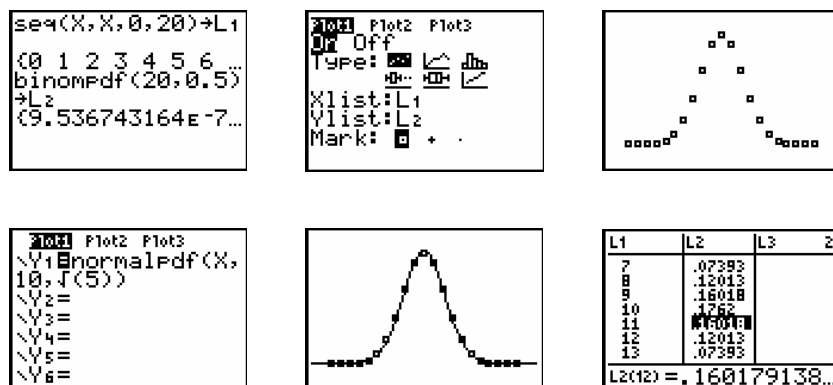 seq(X,X,0,20)→L₁
{0 1 2 3 4 5 6 …
binompdf(20,0.5)
→L₂
{9.536743164ᴇ-7…
Plot1 Plot2 Plot3
On Off
Type:
Xlist:L₁
Ylist:L₂
Mark: ▫ + ·
Plot1 Plot2 Plot3
\Y₁=normalpdf(X,
10,√(5))
\Y₂=
\Y₃=
\Y₄=
\Y₅=
\Y₆=
L1 L2 L3 2
7 .07393
8 .12013
9 .16018
10 .1762
11 .16018
12 .12013
13 .07393
L2(12)=.160179138…